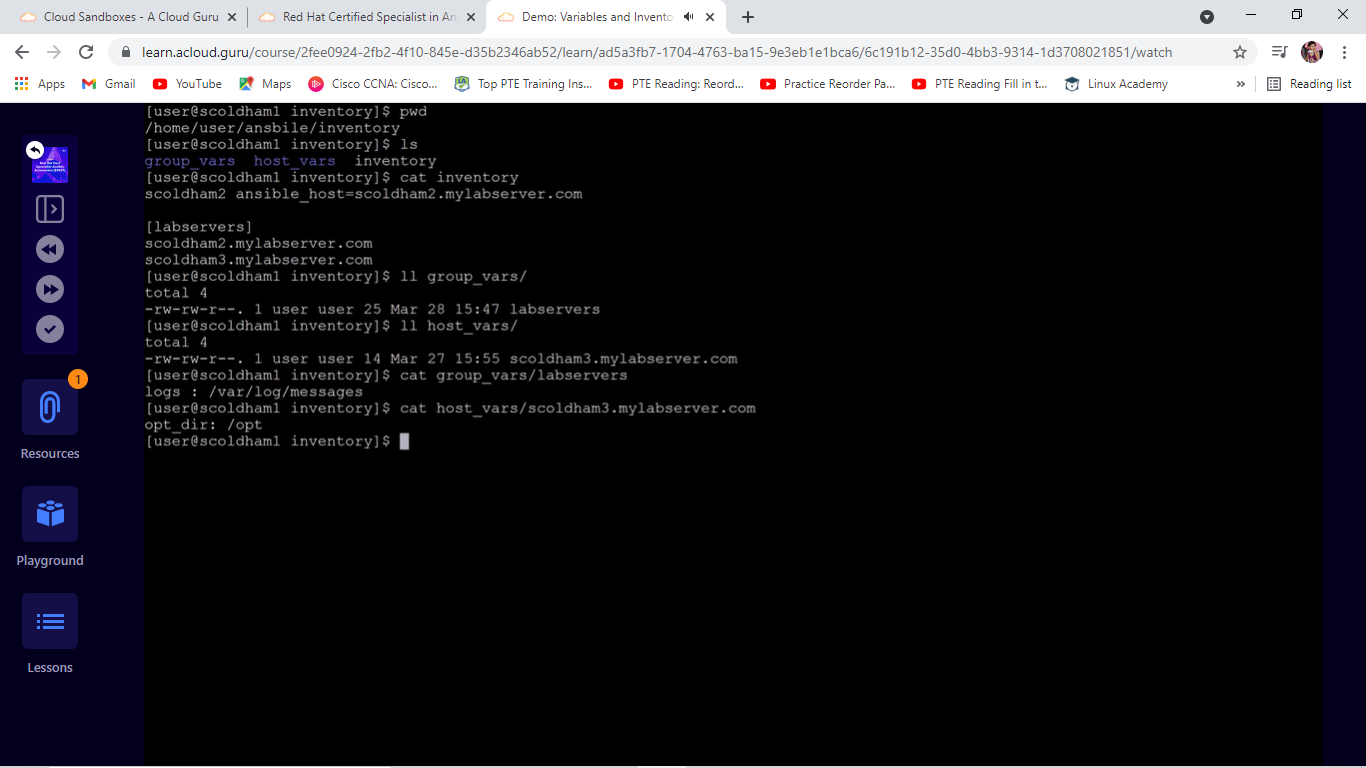 Cloud Sandboxes - A Cloud Guru
Red Hat Certified Specialist in An
Demo: Variables and Invento
learn.acloud.guru/course/2fee0924-2fb2-4f10-845e-d35b2346ab52/learn/ad5a3fb7-1704-4763-ba15-9e3eb1e1bca6/6c191b12-35d0-4bb3-9314-1d3708021851/watch
Apps Gmail YouTube Maps Cisco CCNA: Cisco... Top PTE Training Ins... PTE Reading: Reord... Practice Reorder Pa... PTE Reading Fill in t... Linux Academy » Reading list
[user@scoldham1 inventory]$ pwd
/home/user/ansbile/inventory
[user@scoldham1 inventory]$ ls
group_vars host_vars inventory
[user@scoldham1 inventory]$ cat inventory
scoldham2 ansible_host=scoldham2.mylabserver.com
[labservers]
scoldham2.mylabserver.com
scoldham3.mylabserver.com
[user@scoldham1 inventory]$ ll group_vars/
total 4
-rw-rw-r--. 1 user user 25 Mar 28 15:47 labservers
[user@scoldham1 inventory]$ ll host_vars/
total 4
-rw-rw-r--. 1 user user 14 Mar 27 15:55 scoldham3.mylabserver.com
[user@scoldham1 inventory]$ cat group_vars/labservers
logs : /var/log/messages
[user@scoldham1 inventory]$ cat host_vars/scoldham3.mylabserver.com
opt_dir: /opt
[user@scoldham1 inventory]$
1
Resources
Playground
Lessons